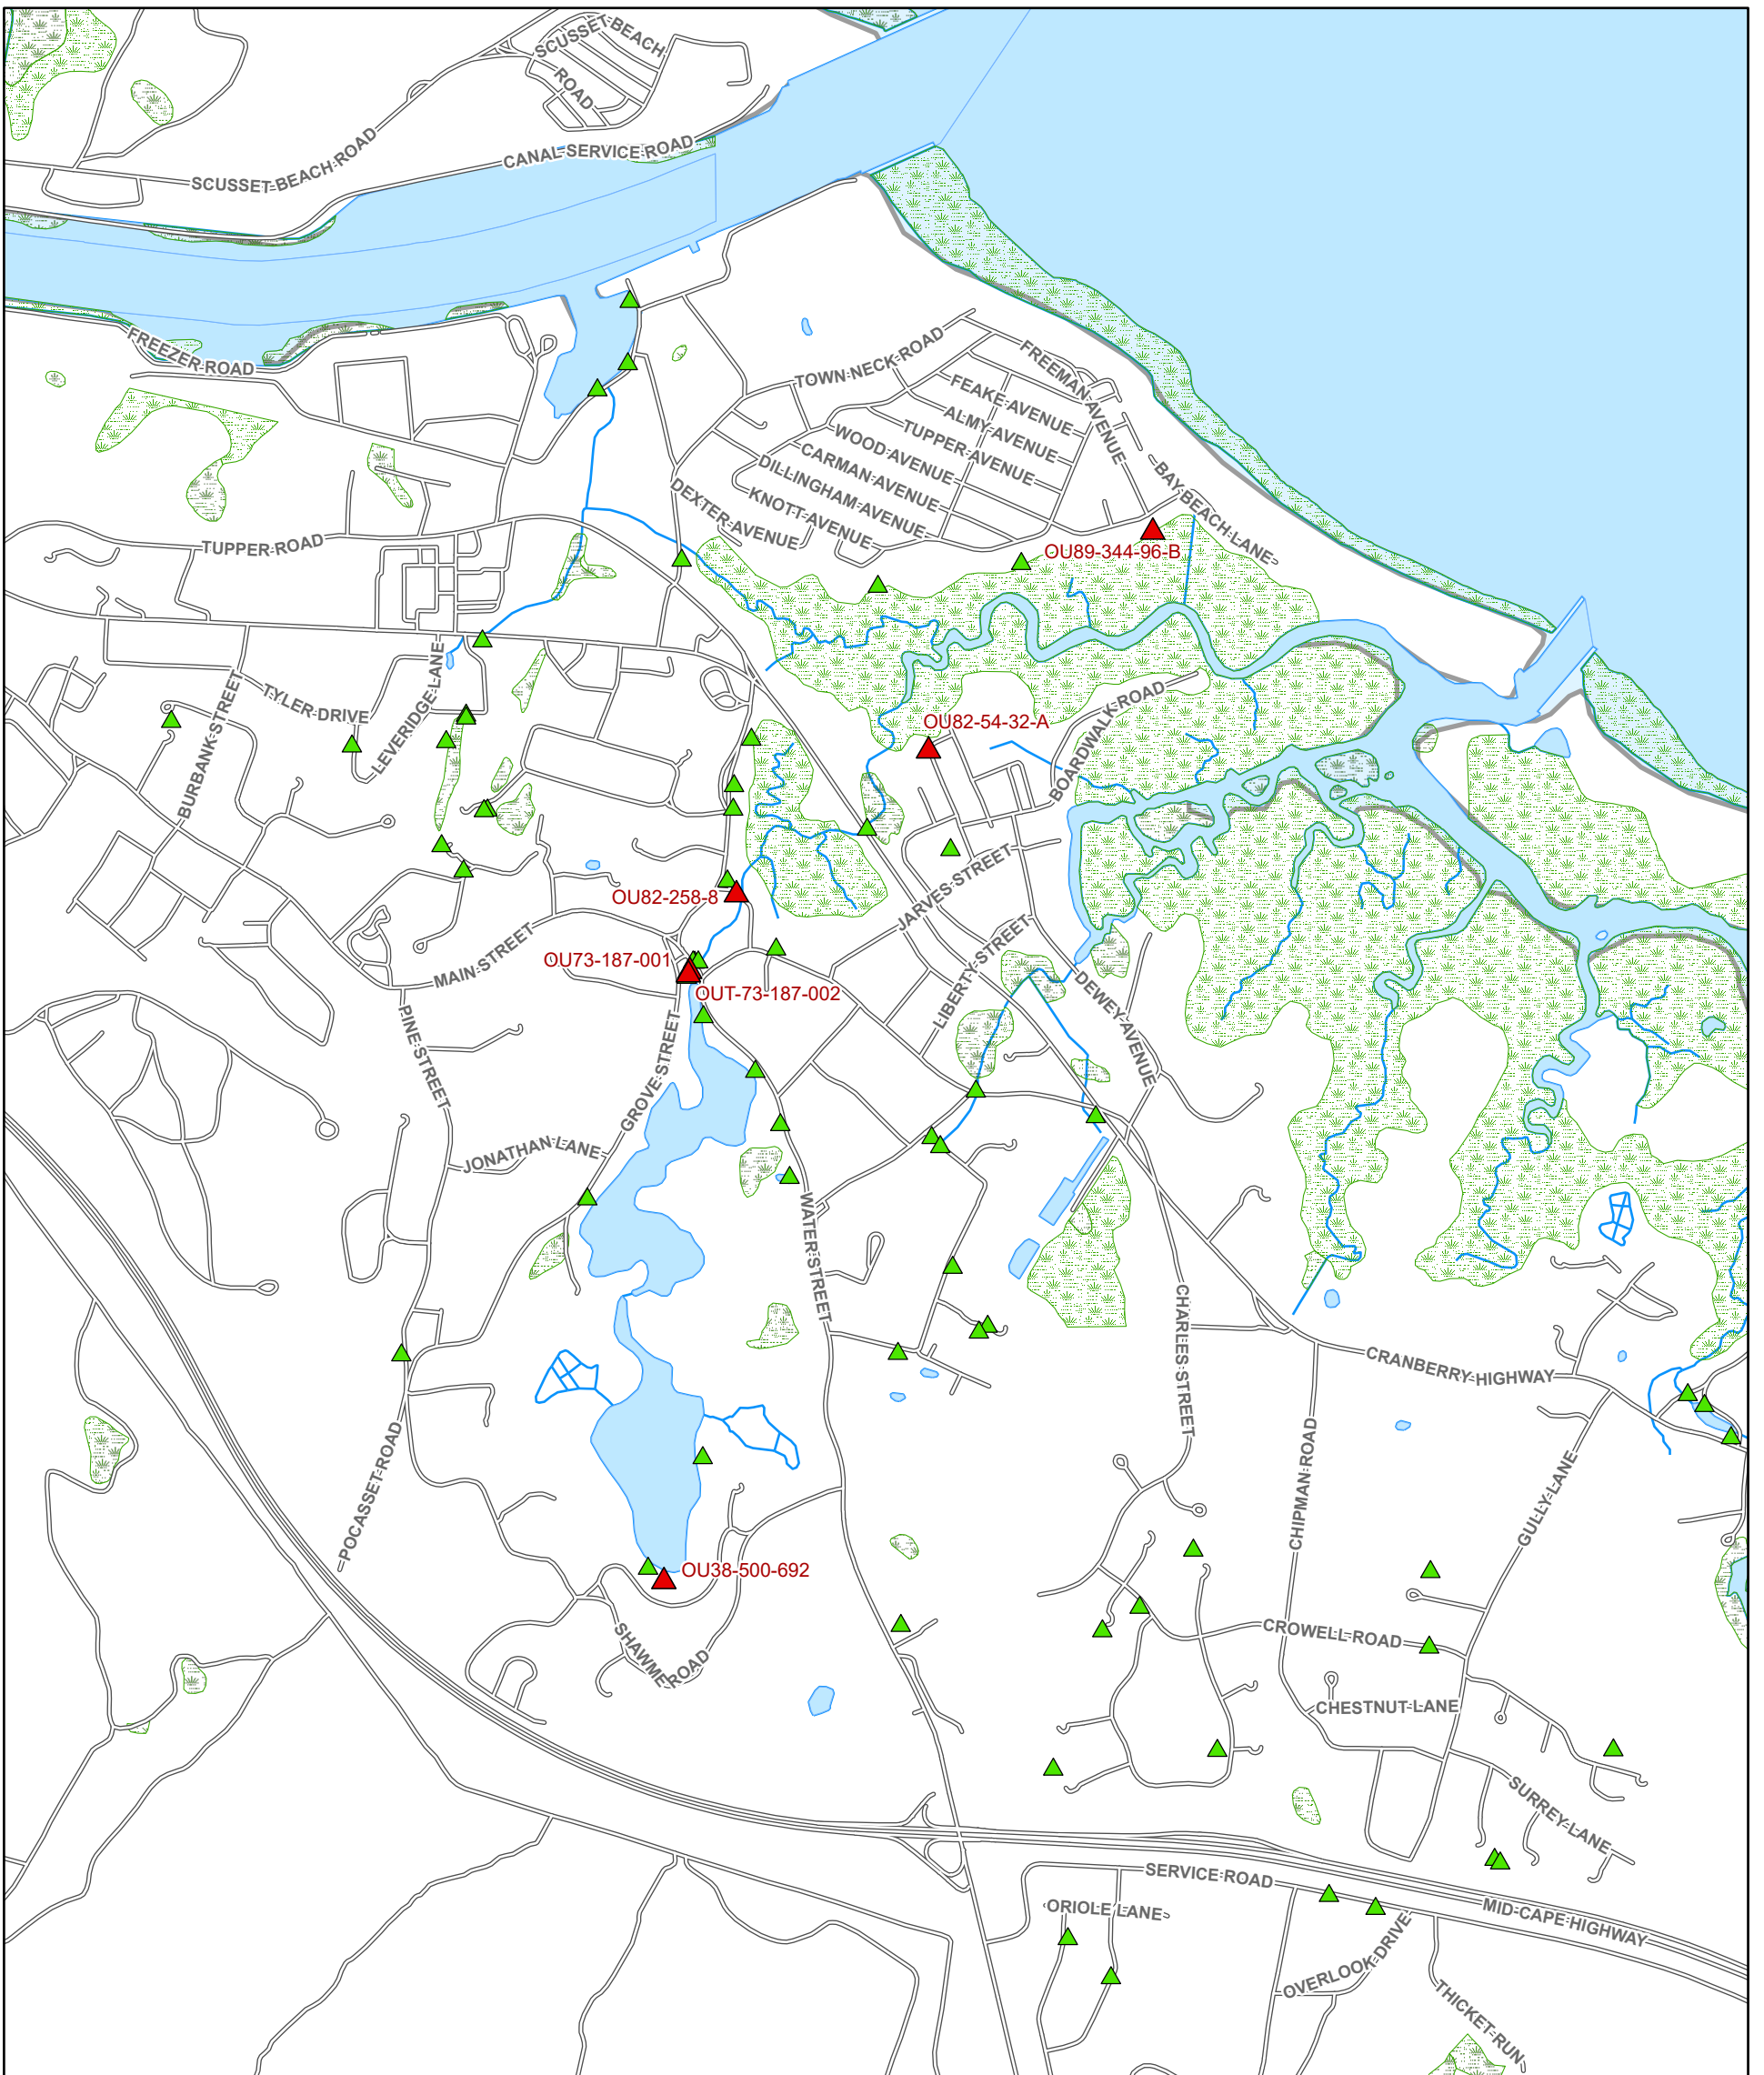 SCUSSET BEACH
ROAD
CANAL SERVICE ROAD
SCUSSET BEACH ROAD
FREEZER ROAD
TOWN NECK ROAD
FREEMAN AVENUE
FEAKE AVENUE
ALMY AVENUE
TUPPER AVENUE
WOOD AVENUE
CARMAN AVENUE
DILLINGHAM AVENUE
KNOTT AVENUE
DEXTER AVENUE
BAY BEACH LANE
TUPPER ROAD
OU89-344-96-B
TYLER DRIVE
BURBANK STREET
LEVERIDGE LANE
BOARDWALK ROAD
OU82-54-32-A
JARVES STREET
OU82-258-8
MAIN STREET
OU73-187-001
OUT-73-187-002
LIBERTY STREET
DEWEY AVENUE
PINE STREET
GROVE STREET
JONATHAN LANE
WATER STREET
CHARLES STREET
CRANBERRY HIGHWAY
POCASSET ROAD
CHIPMAN ROAD
GULLY LANE
OU38-500-692
SHAWME ROAD
CROWELL ROAD
CHESTNUT LANE
SURREY LANE
SERVICE ROAD
MID CAPE HIGHWAY
ORIOLE LANE
OVERLOOK DRIVE
THICKET RUN